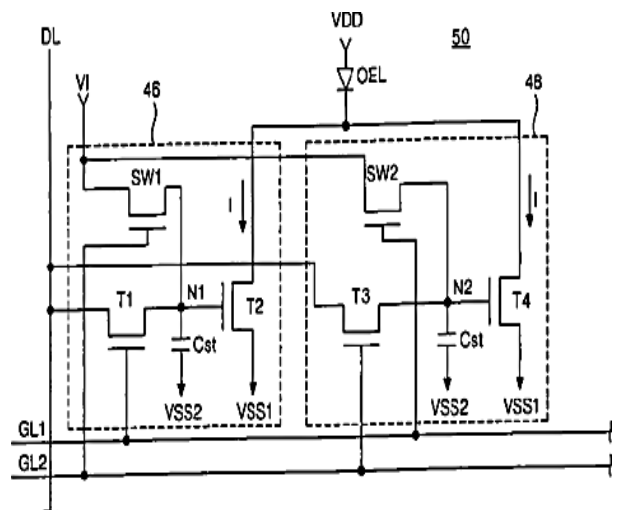 VDD
50
DL
OEL
VI
46
48
SW1
SW2
I
I
T1
N1
T2
T3
N2
T4
Cst
Cst
VSS2
VSS1
VSS2
VSS1
GL1
GL2